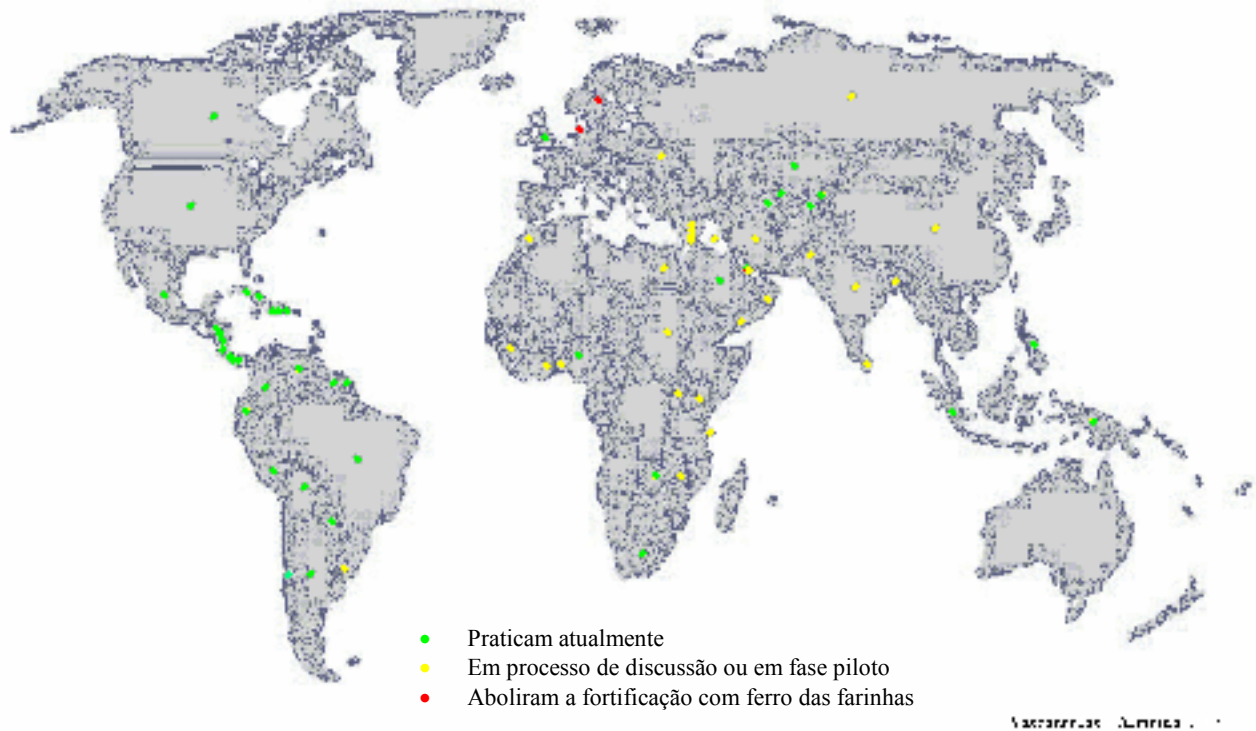 Praticam atualmente
Em processo de discussão ou em fase piloto
Aboliram a fortificação com ferro das farinhas